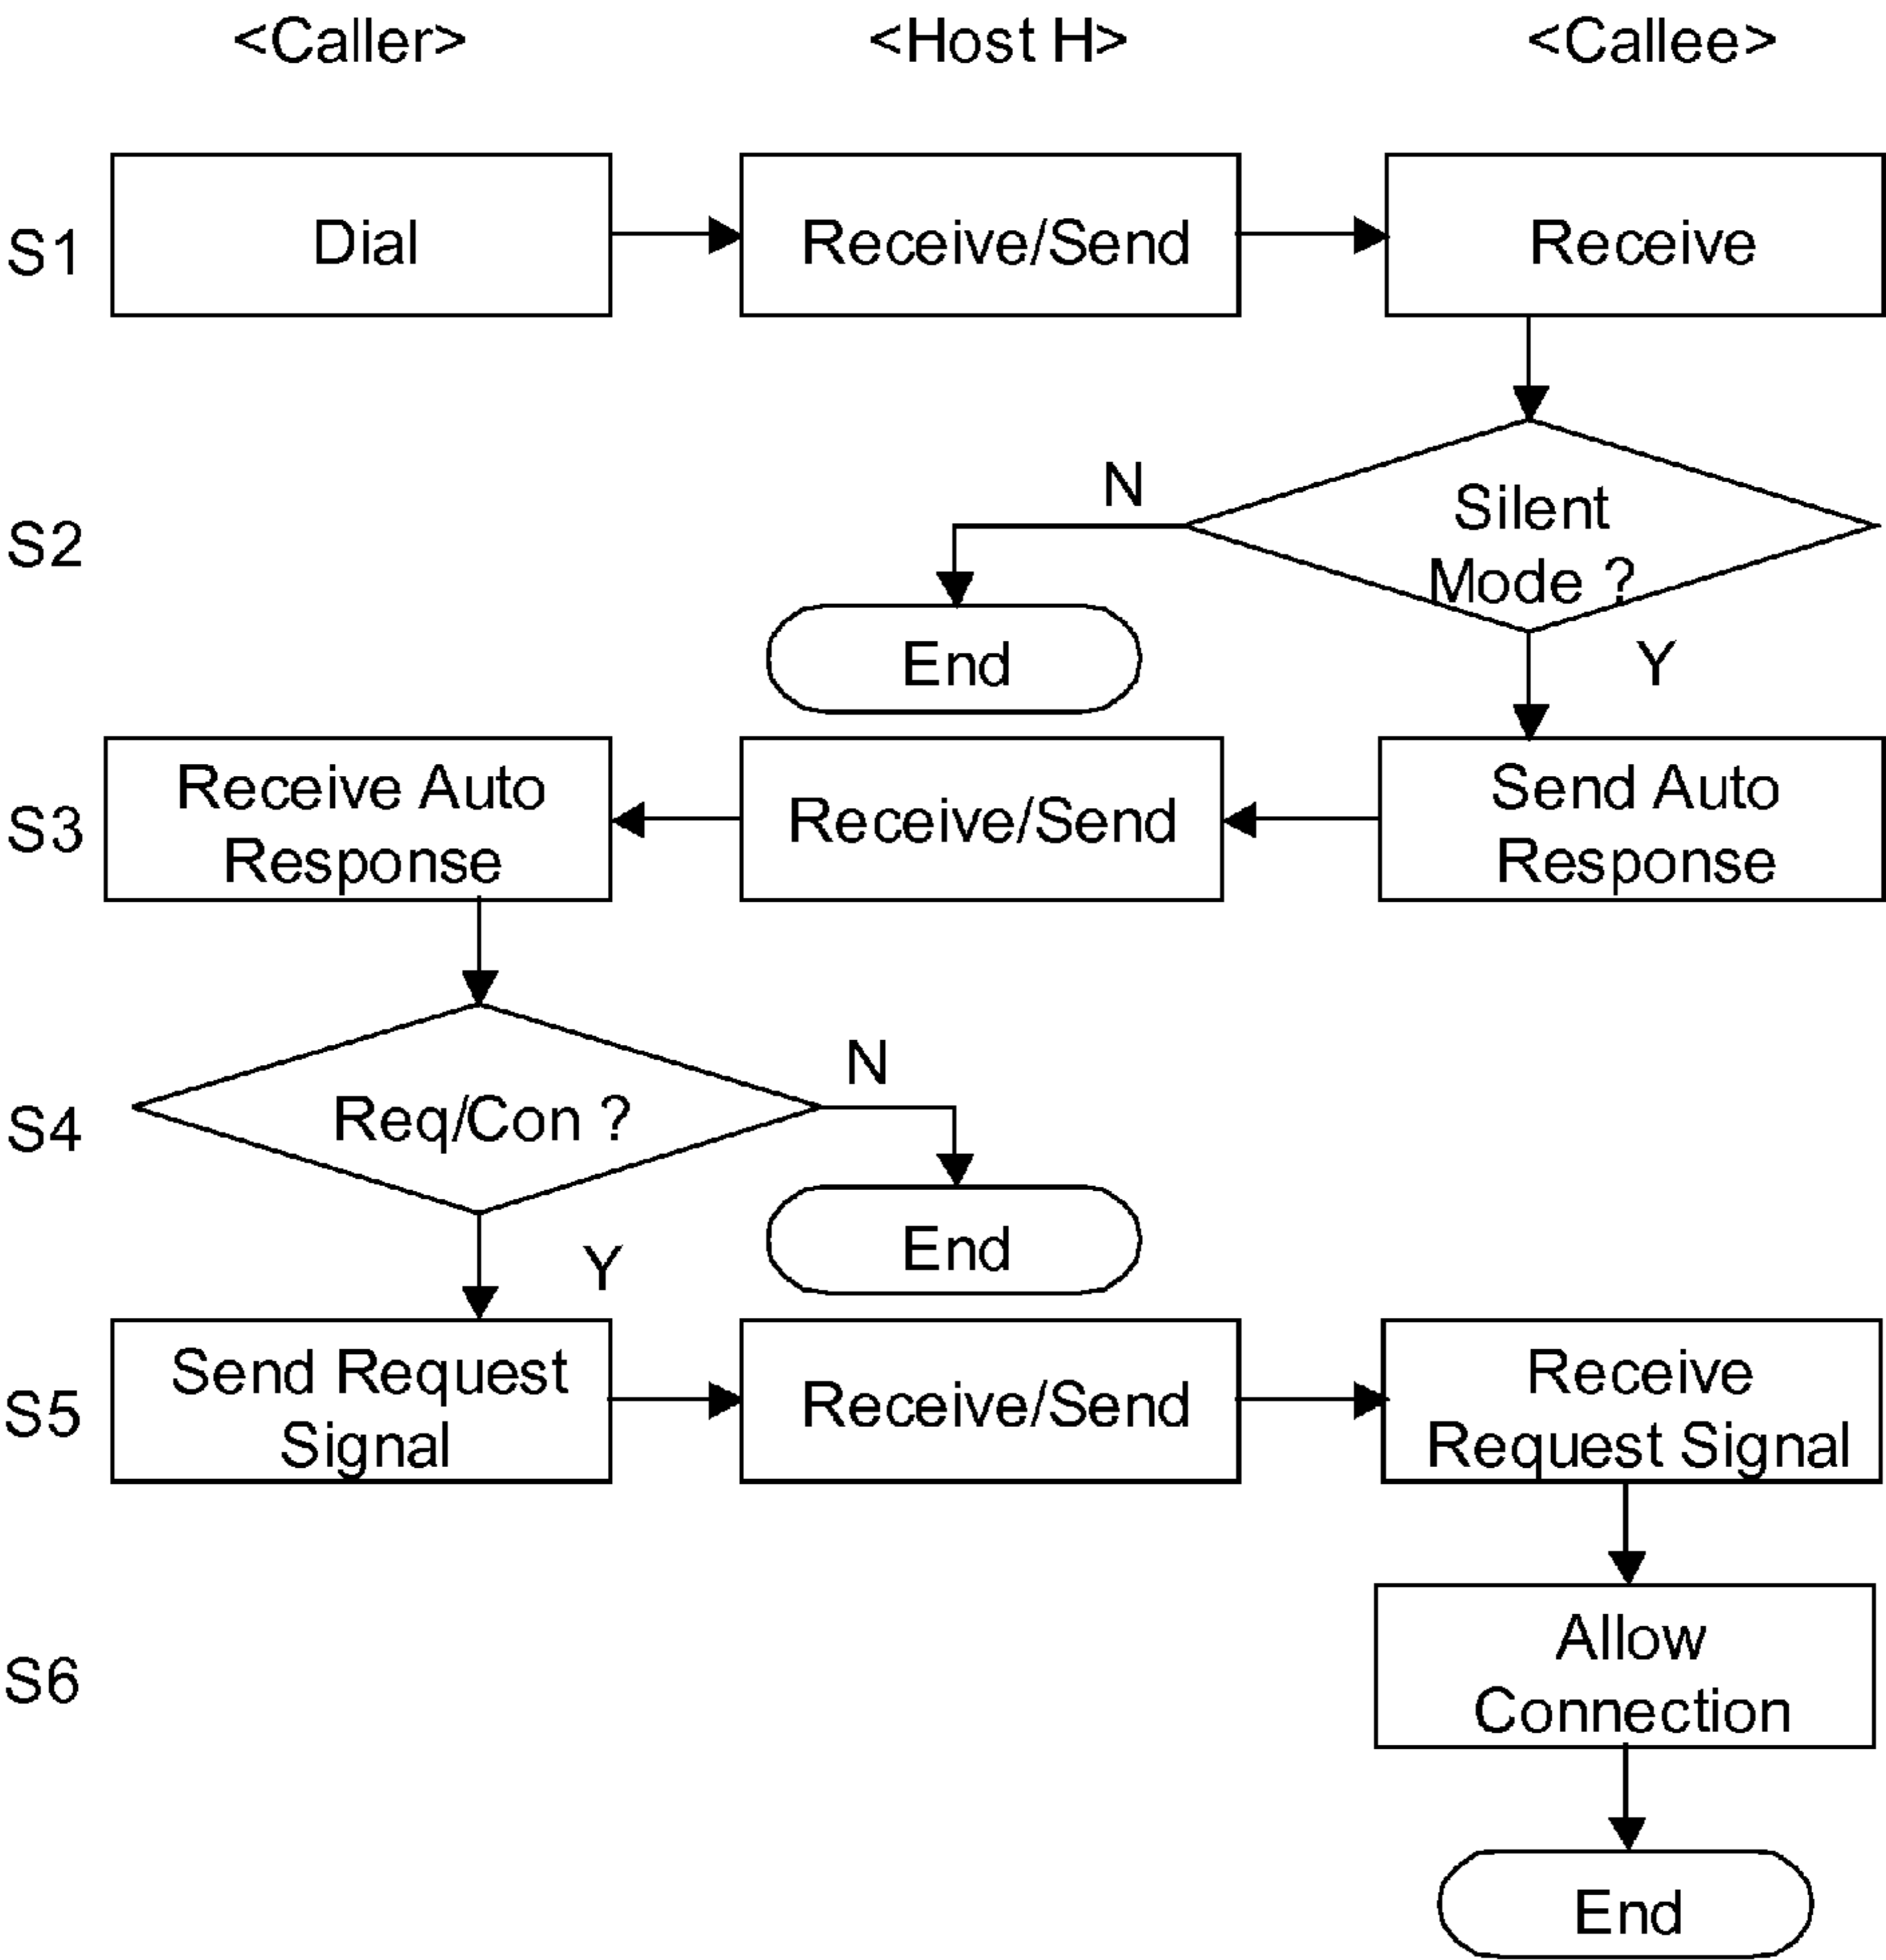 <Caller> <Host H> <Callee>
S1 Dial Receive/Send Receive
S2 N Silent
Mode ?
End Y
S3 Receive Auto
Response
Receive/Send
Send Auto
Response
S4 Req/Con ? N
End
Y
S5 Send Request
Signal
Receive/Send
Receive
Request Signal
S6 Allow
Connection
End